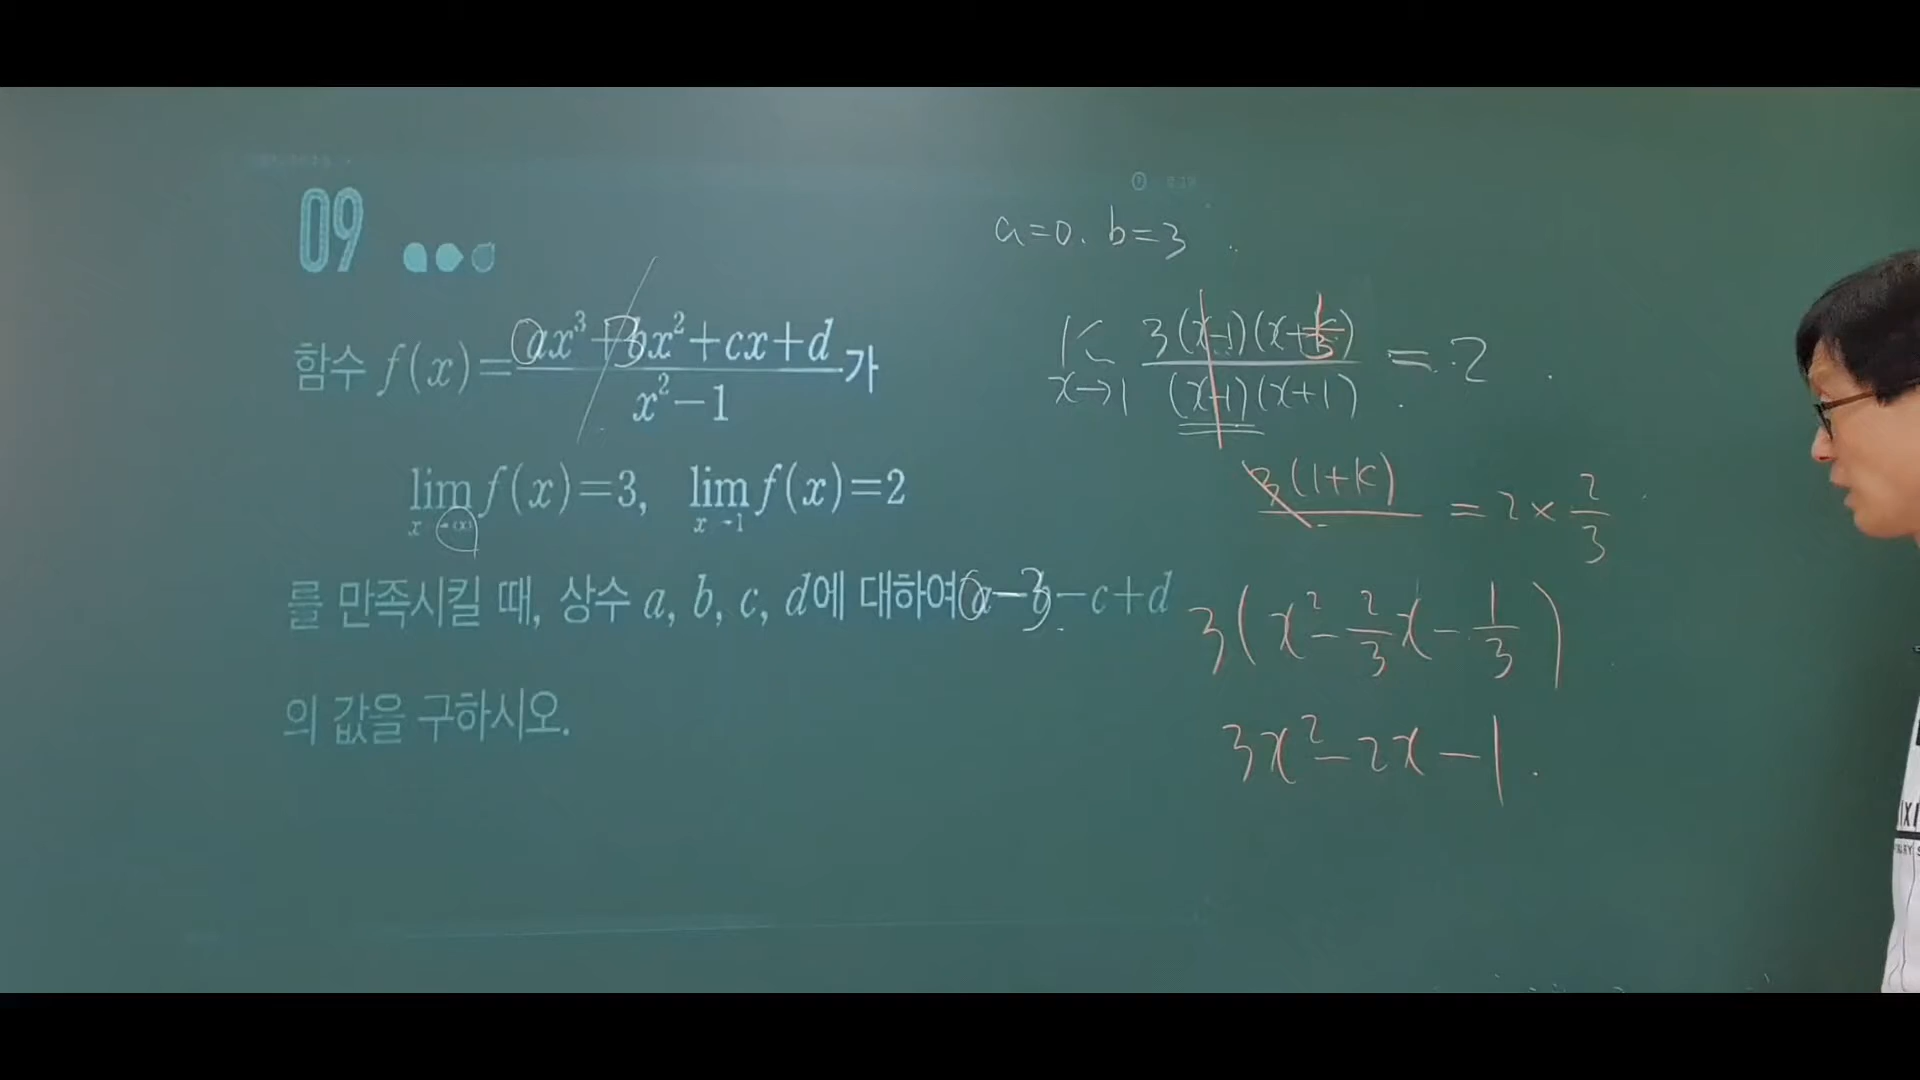 09
함수 f(x)=(ax³+bx²+cx+d)/(x²−1)가
lim f(x)=3, lim f(x)=2
x→∞ x→1
를 만족시킬 때, 상수 a, b, c, d에 대하여 a−b−c+d
의 값을 구하시오.
a=0. b=3
3(x-1)(x+k)
x→1 (x-1)(x+1) = 2
3(1+k) = 2 × 2/3
3(x² - 2/3 x - 1/3)
3x² - 2x - 1